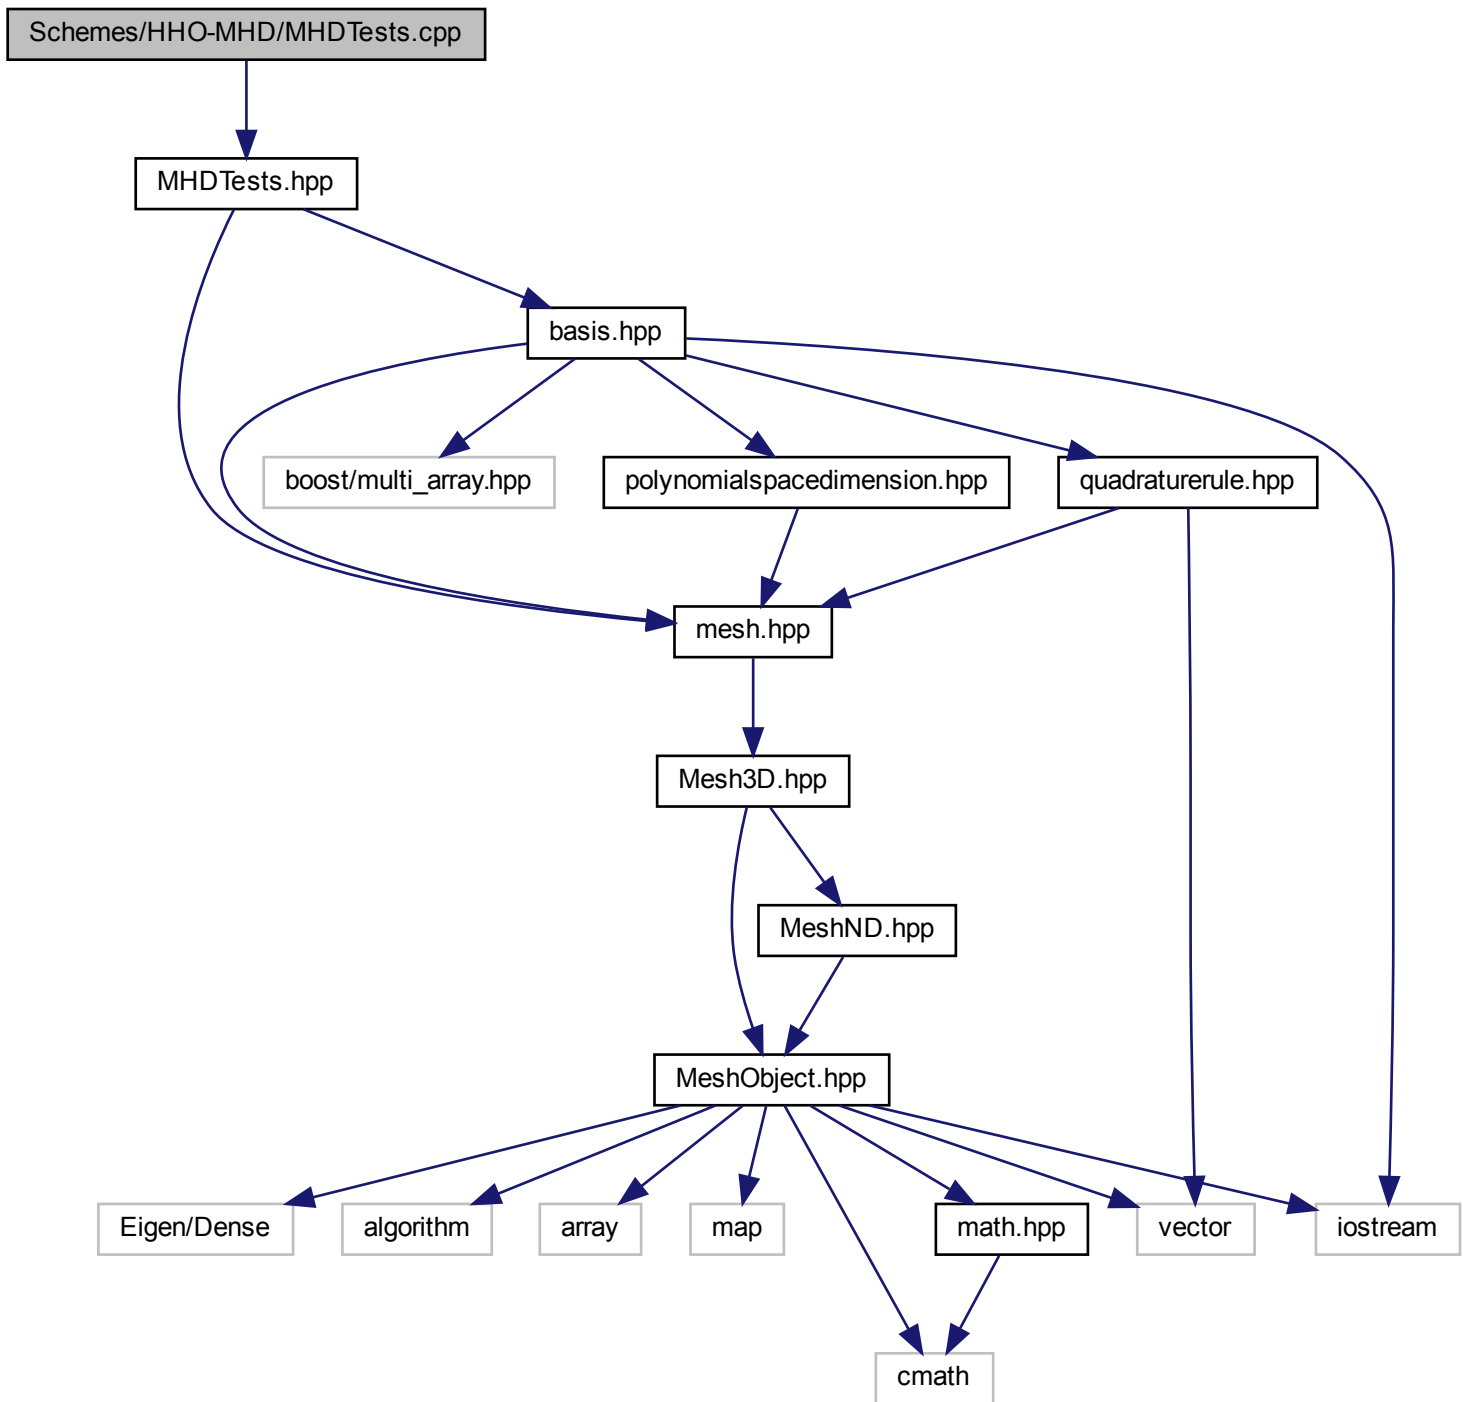 Schemes/HHO-MHD/MHDTests.cpp
MHDTests.hpp
basis.hpp
boost/multi_array.hpp
polynomialspacedimension.hpp
quadraturerule.hpp
mesh.hpp
Mesh3D.hpp
MeshND.hpp
MeshObject.hpp
Eigen/Dense
algorithm
array
map
math.hpp
vector
iostream
cmath